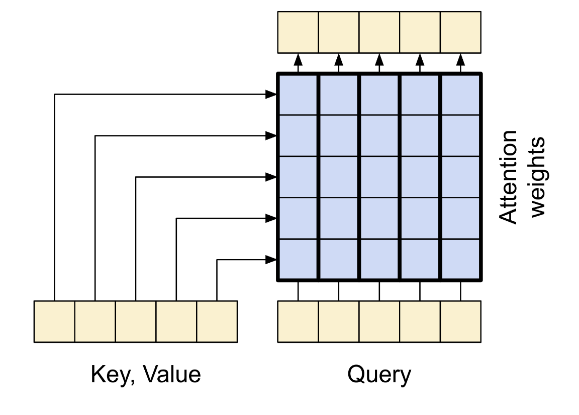 Attention
weights
Key, Value
Query